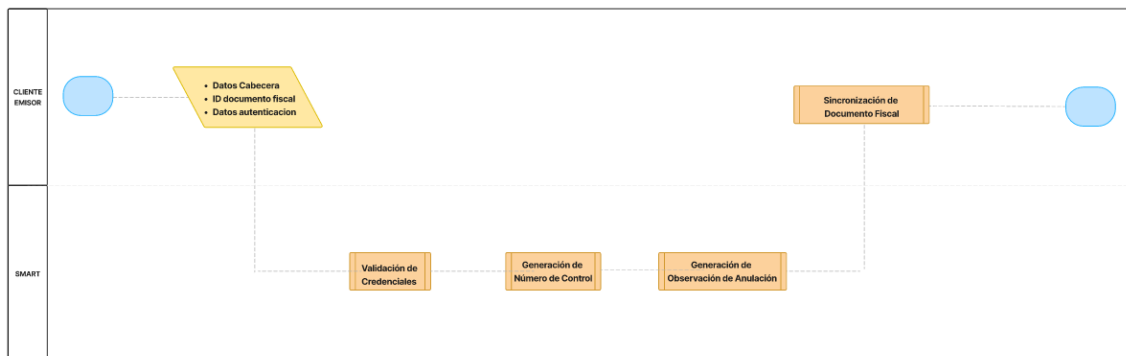 CLIENTE
EMISOR
• Datos Cabecera
• ID documento fiscal
• Datos autenticacion
Sincronización de
Documento Fiscal
SMART
Validación de
Credenciales
Generación de
Número de Control
Generación de
Observación de Anulación